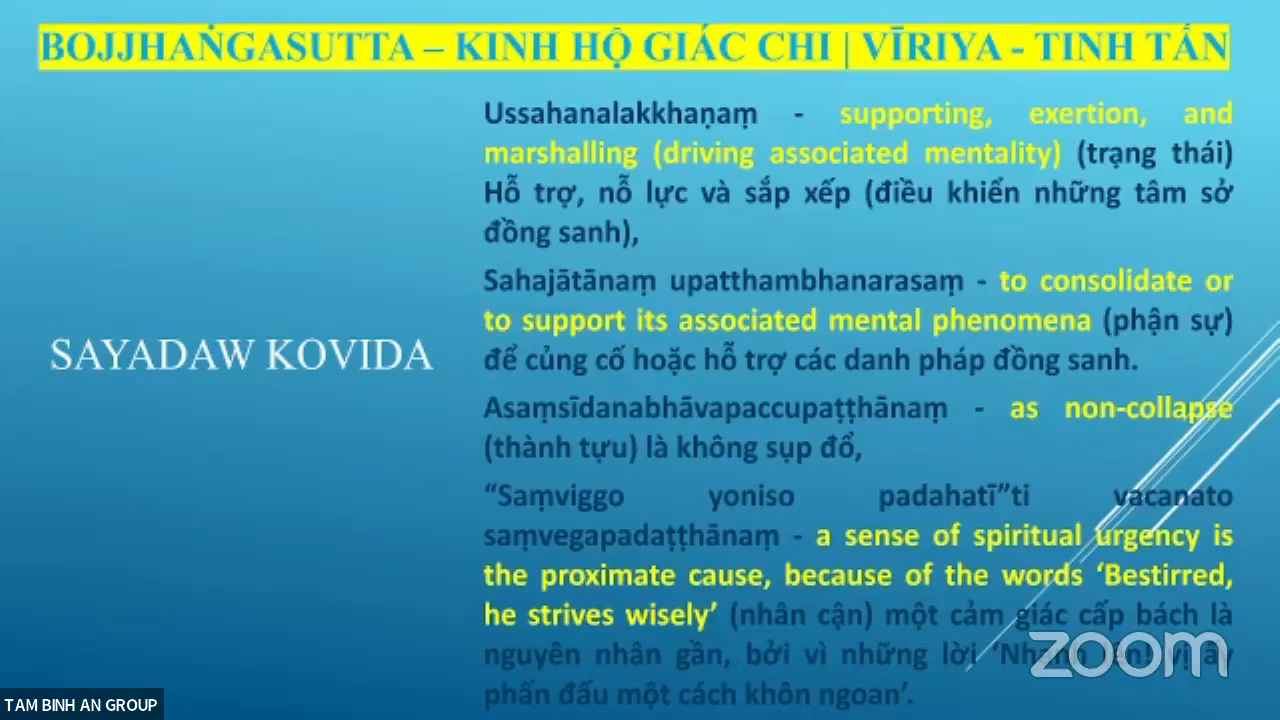 BOJJHAṄGASUTTA – KINH HỘ GIÁC CHI | VĪRIYA - TINH TẤN
Ussahanalakkhaṇaṃ - supporting, exertion, and
marshalling (driving associated mentality) (trạng thái)
Hỗ trợ, nỗ lực và sắp xếp (điều khiển những tâm sở
đồng sanh),
Sahajātānaṃ upatthambhanarasaṃ - to consolidate or
to support its associated mental phenomena (phận sự)
để củng cố hoặc hỗ trợ các danh pháp đồng sanh.
Asaṃsīdanabhāvapaccupaṭṭhānaṃ - as non-collapse
(thành tựu) là không sụp đổ,
“Saṃviggo yoniso padahatī”ti vacanato
saṃvegapadaṭṭhānaṃ - a sense of spiritual urgency is
the proximate cause, because of the words ‘Bestirred,
he strives wisely’ (nhân cận) một cảm giác cấp bách là
nguyên nhân gần, bởi vì những lời
phấn đấu một cách khôn ngoan’.
SAYADAW KOVIDA
zoom
TAM BINH AN GROUP